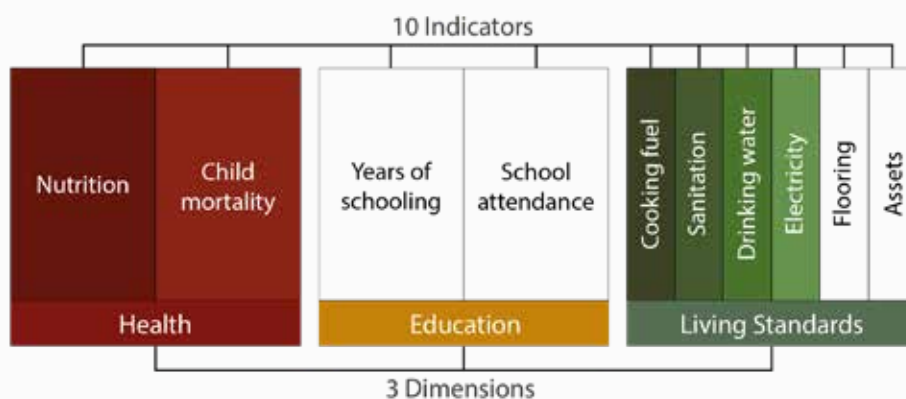 10 Indicators
Nutrition
Child
mortality
Years of
schooling
School
attendance
Cooking fuel
Sanitation
Drinking water
Electricity
Flooring
Assets
Health
Education
Living Standards
3 Dimensions